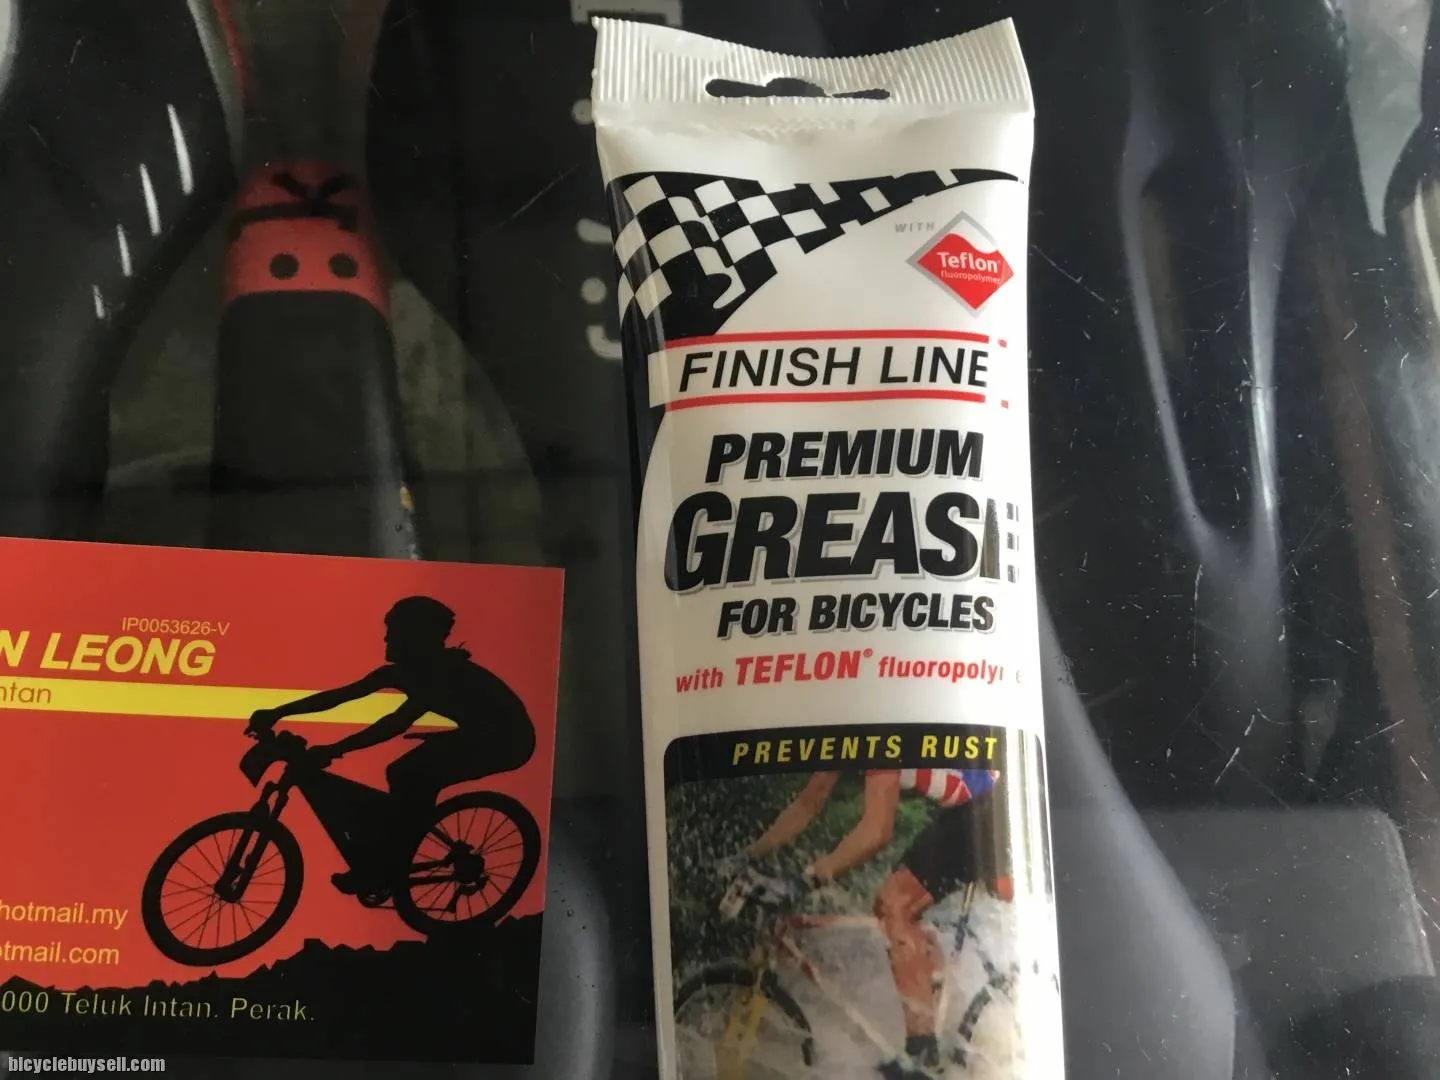 WITH
Teflon
fluoropolymer
FINISH LINE
PREMIUM
GREASE
FOR BICYCLES
with TEFLON® fluoropoly
PREVENTS RUST
IP0053626-V
N LEONG
ntan
hotmail.my
otmail.com
000 Teluk Intan. Perak.
bicyclebuysell.com